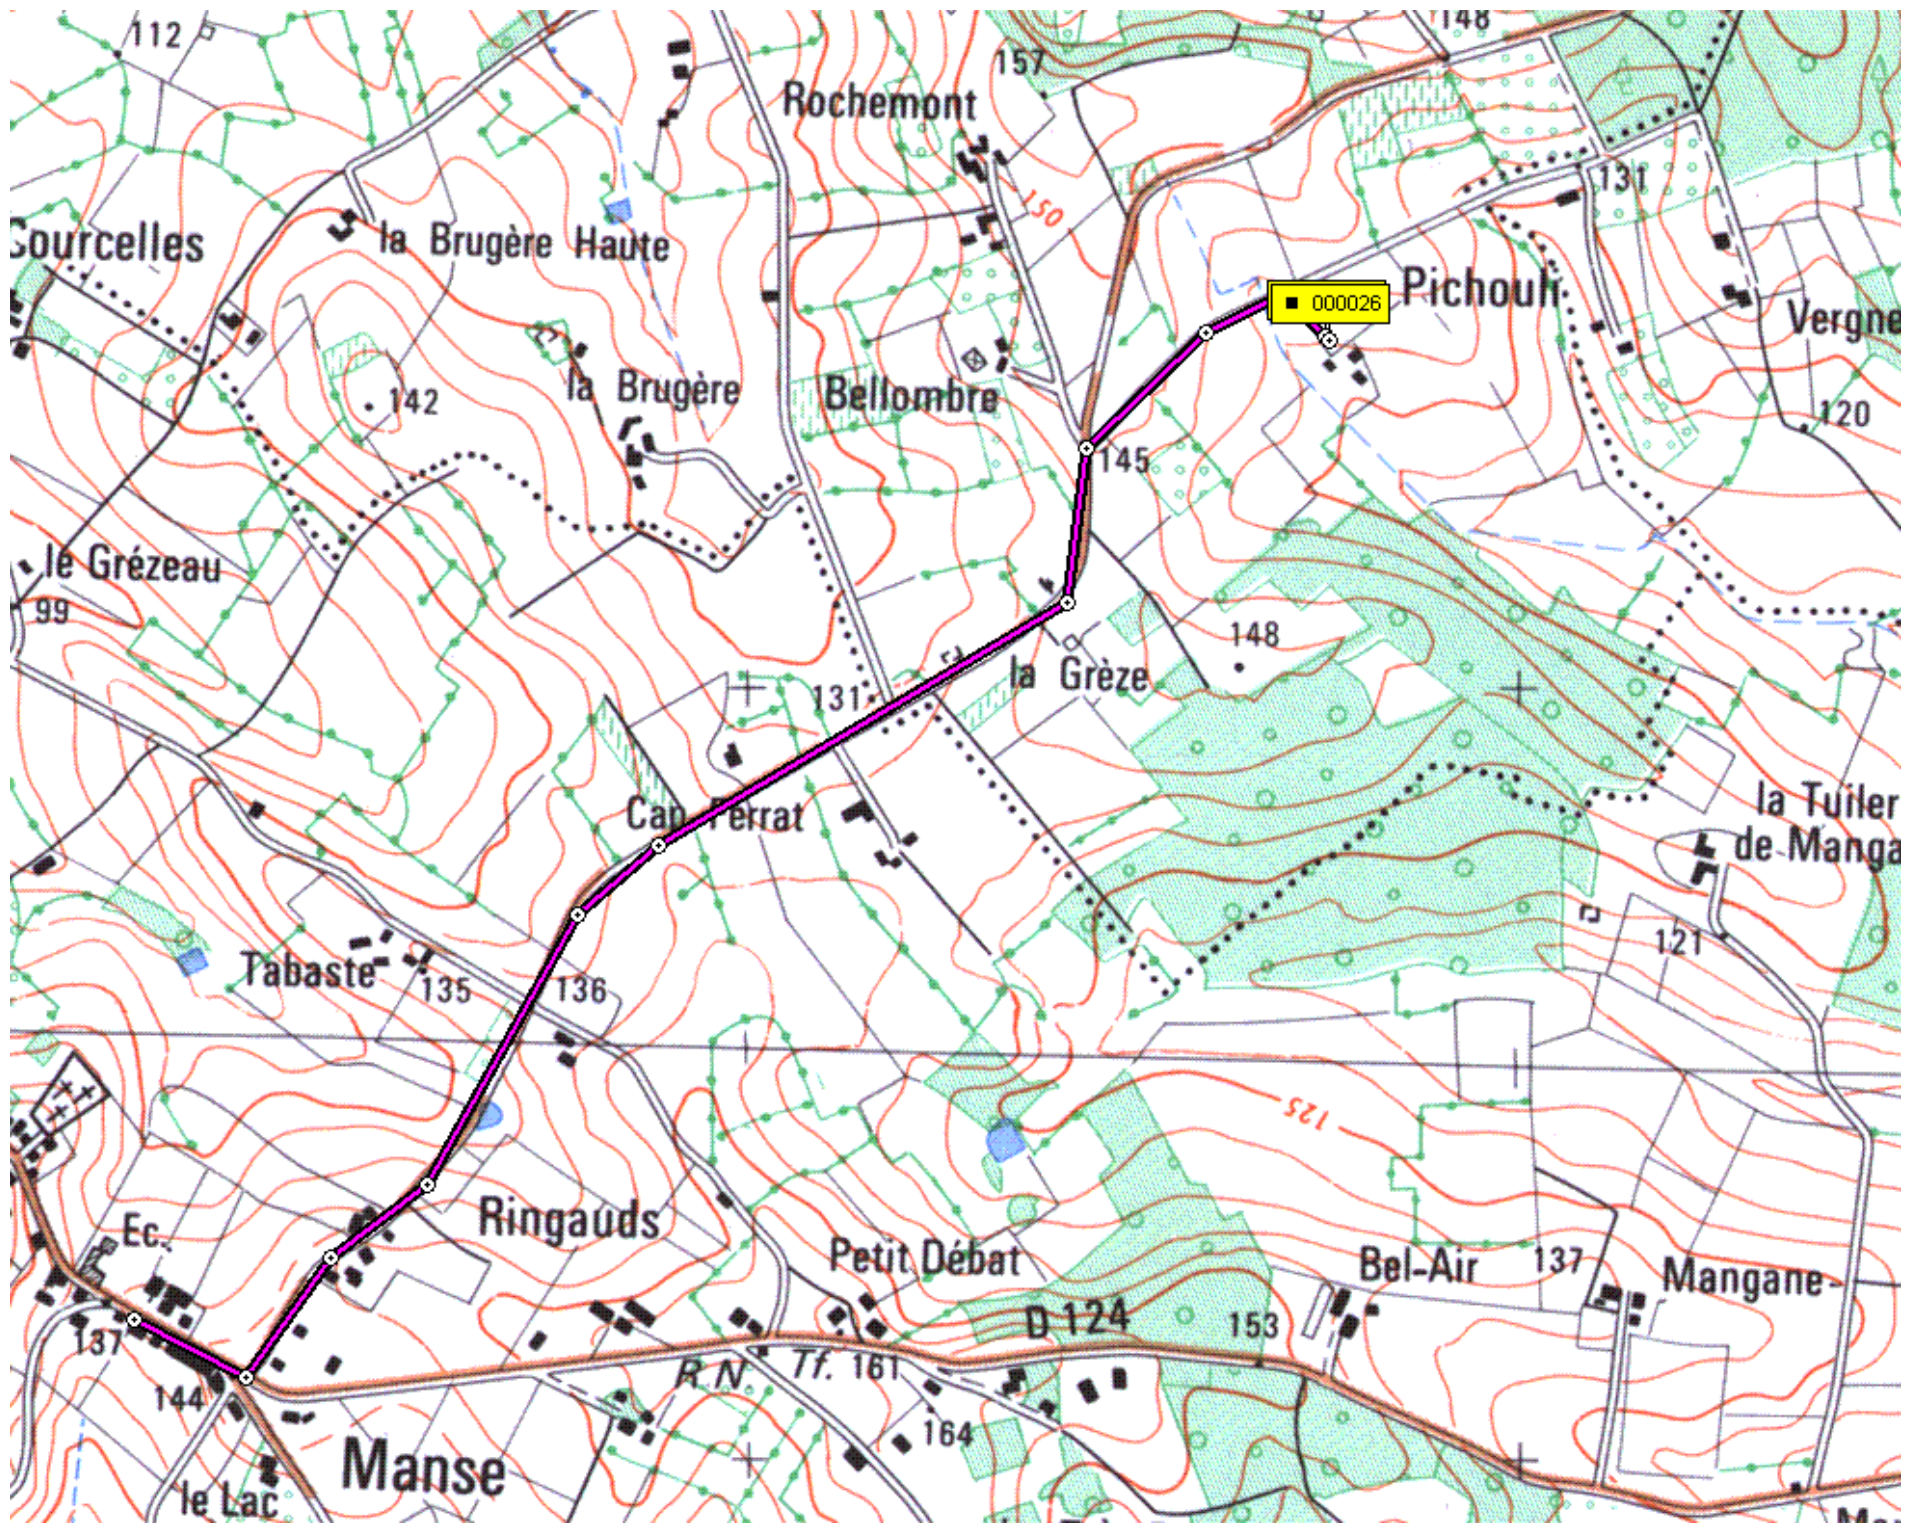 112
148
157
Rochemont
150
131
Sourcelles
la Brugère Haute
000026
Pichouh
Vergne
la Brugère
Bellombre
142
120
145
le Grézeau
99
148
la Grèze
131
Cap Ferrat
la Tuiler
de Manga
Tabaste
135
136
121
125
Ringauds
Ec.
Petit Débat
Bel-Air
137
Mangane
D 124
153
137
R N
Tf.
161
144
164
Manse
le Lac